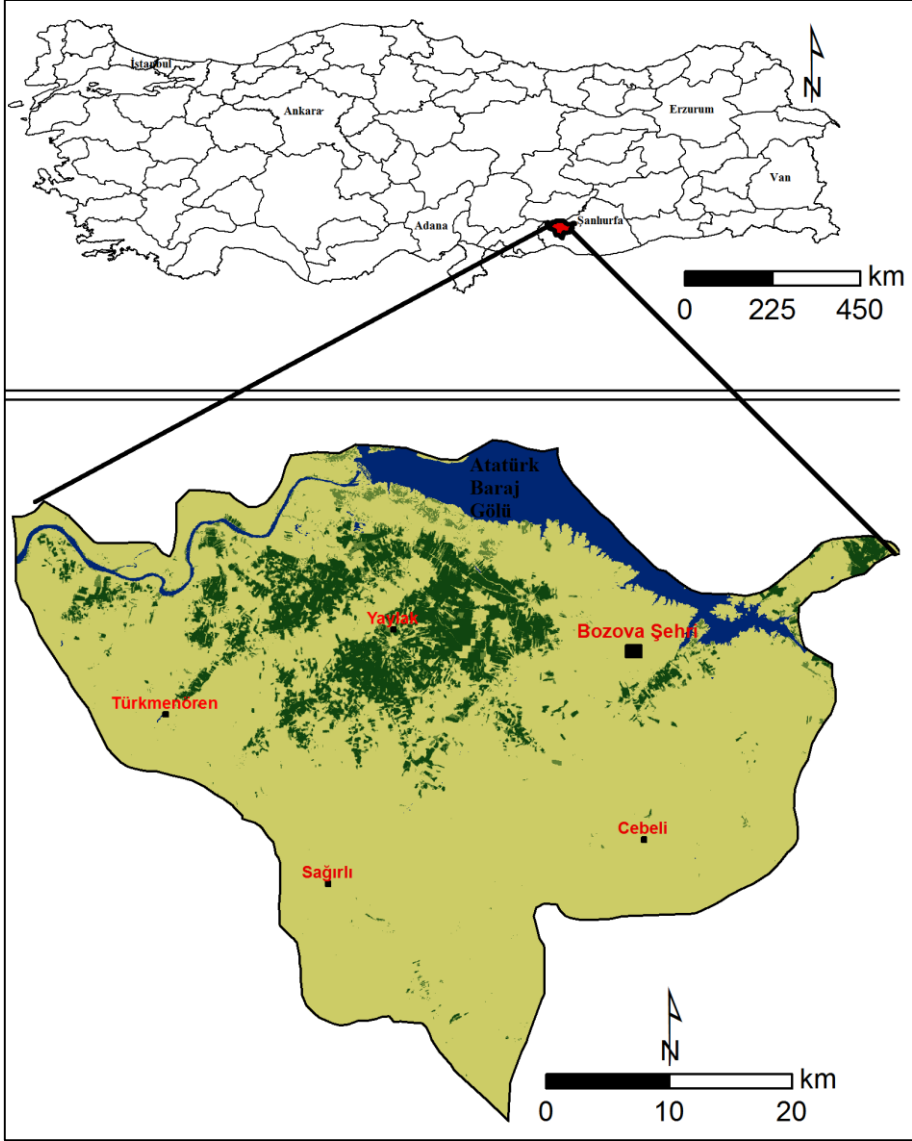 İstanbul
Ankara
Erzurum
Van
Adana
Şanlıurfa
N
km
0 225 450
Atatürk
Baraj
Gölü
Yaylak
Bozova Şehri
Türkmenören
Cebeli
Sağırlı
N
km
0 10 20